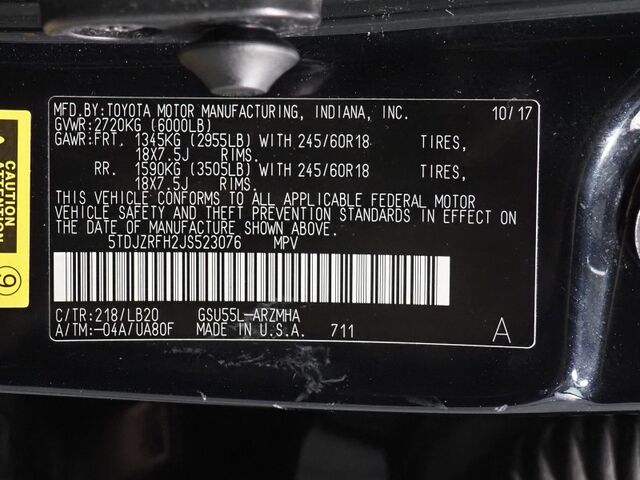 MFD.BY:TOYOTA MOTOR MANUFACTURING, INDIANA, INC. 10/17
GVWR:2720KG (6000LB)
GAWR:FRT. 1345KG (2955LB) WITH 245/60R18 TIRES,
18X7.5J RIMS.
RR. 1590KG (3505LB) WITH 245/60R18 TIRES,
18X7.5J RIMS.
THIS VEHICLE CONFORMS TO ALL APPLICABLE FEDERAL MOTOR
VEHICLE SAFETY AND THEFT PREVENTION STANDARDS IN EFFECT ON
THE DATE OF MANUFACTURE SHOWN ABOVE.
5TDJZRFH2JS523076 MPV
C/TR:218/LB20 GSU55L-ARZMHA
A/TM:-04A/UA80F MADE IN U.S.A. 711 A
CAUTION
ATTENTION
9